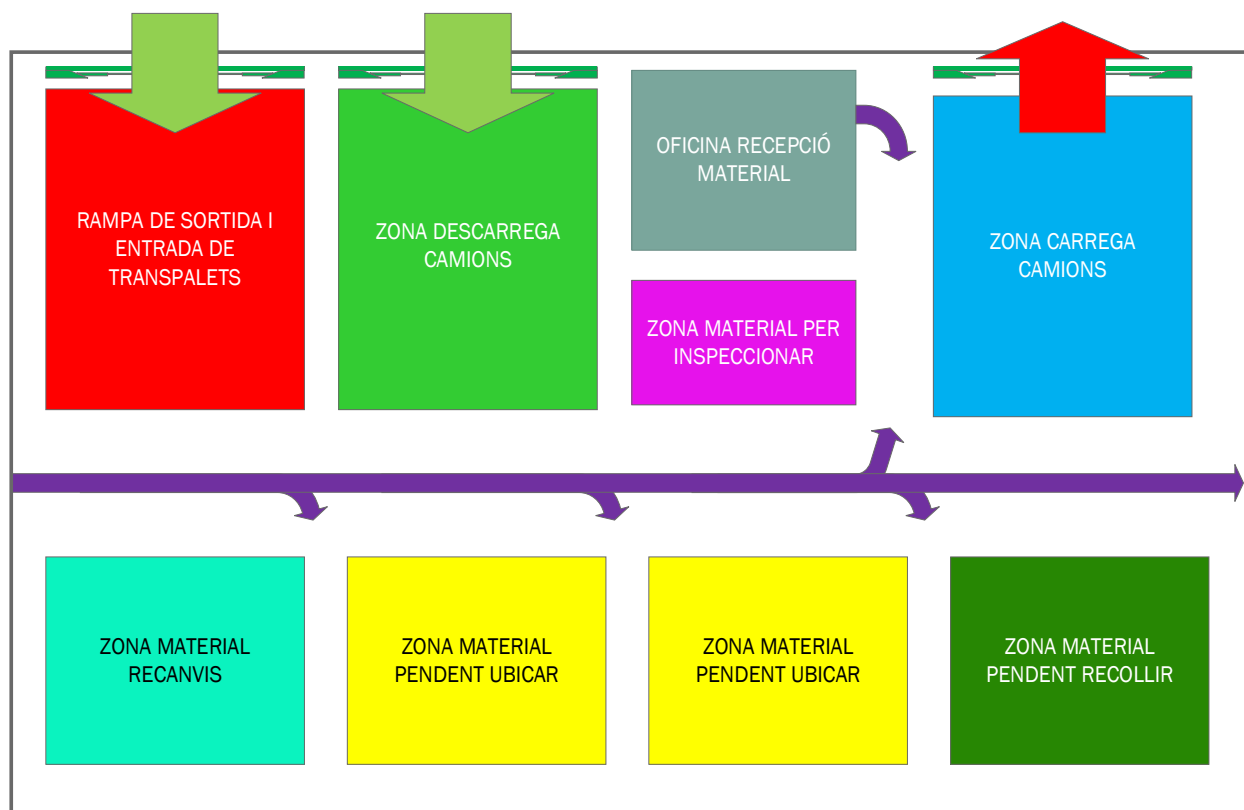 RAMPA DE SORTIDA I
ENTRADA DE
TRANSPALETS
ZONA DESCARREGA
CAMIONS
OFICINA RECEPCIÓ
MATERIAL
ZONA MATERIAL PER
INSPECCIONAR
ZONA CARREGA
CAMIONS
ZONA MATERIAL
RECANVIS
ZONA MATERIAL
PENDENT UBICAR
ZONA MATERIAL
PENDENT UBICAR
ZONA MATERIAL
PENDENT RECOLLIR